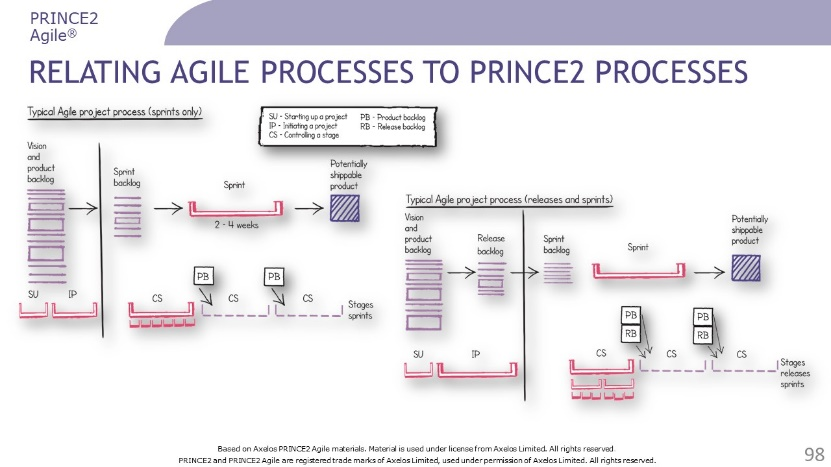 PRINCE2
Agile®
RELATING AGILE PROCESSES TO PRINCE2 PROCESSES
Typical Agile project process (sprints only)
SU - Starting up a project
IP - Initiating a project
CS - Controlling a stage
PB - Product backlog
RB - Release backlog
Vision
and
product
backlog
Sprint
backlog
Sprint
2 - 4 weeks
Potentially
shippable
product
SU IP
CS
PB
CS
PB
CS
Stages
sprints
Typical Agile project process (releases and sprints)
Vision
and
product
backlog
Release
backlog
Sprint
backlog
Sprint
Potentially
shippable
product
SU IP
CS
PB
RB
CS
PB
RB
CS
Stages
releases
sprints
Based on Axelos PRINCE2 Agile materials. Material is used under license from Axelos Limited. All rights reserved.
PRINCE2 and PRINCE2 Agile are registered trade marks of Axelos Limited, used under permission of Axelos Limited. All rights reserved.
98